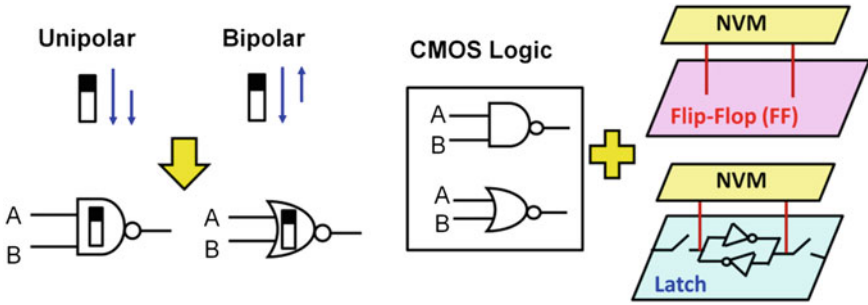 Unipolar
Bipolar
A
B
A
B
CMOS Logic
A
B
A
B
NVM
Flip-Flop (FF)
NVM
Latch